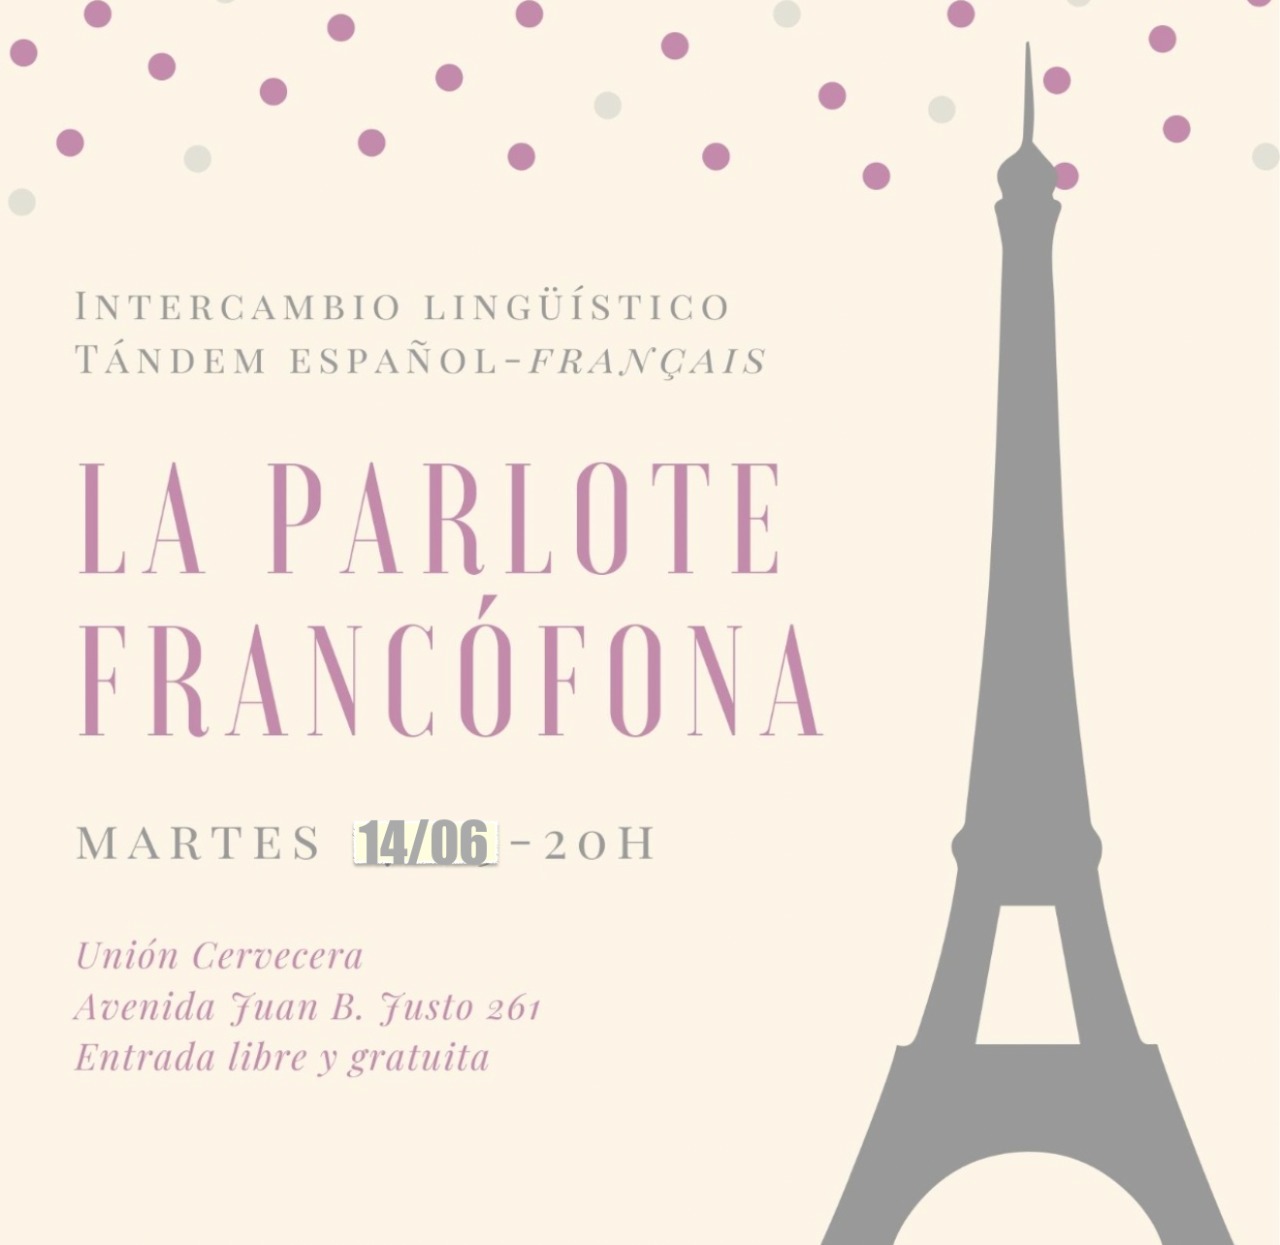 Intercambio lingüístico
Tándem español-français
LA PARLOTE
FRANCÓFONA
MARTES 14/06 -20H
Unión Cervecera
Avenida Juan B. Justo 261
Entrada libre y gratuita